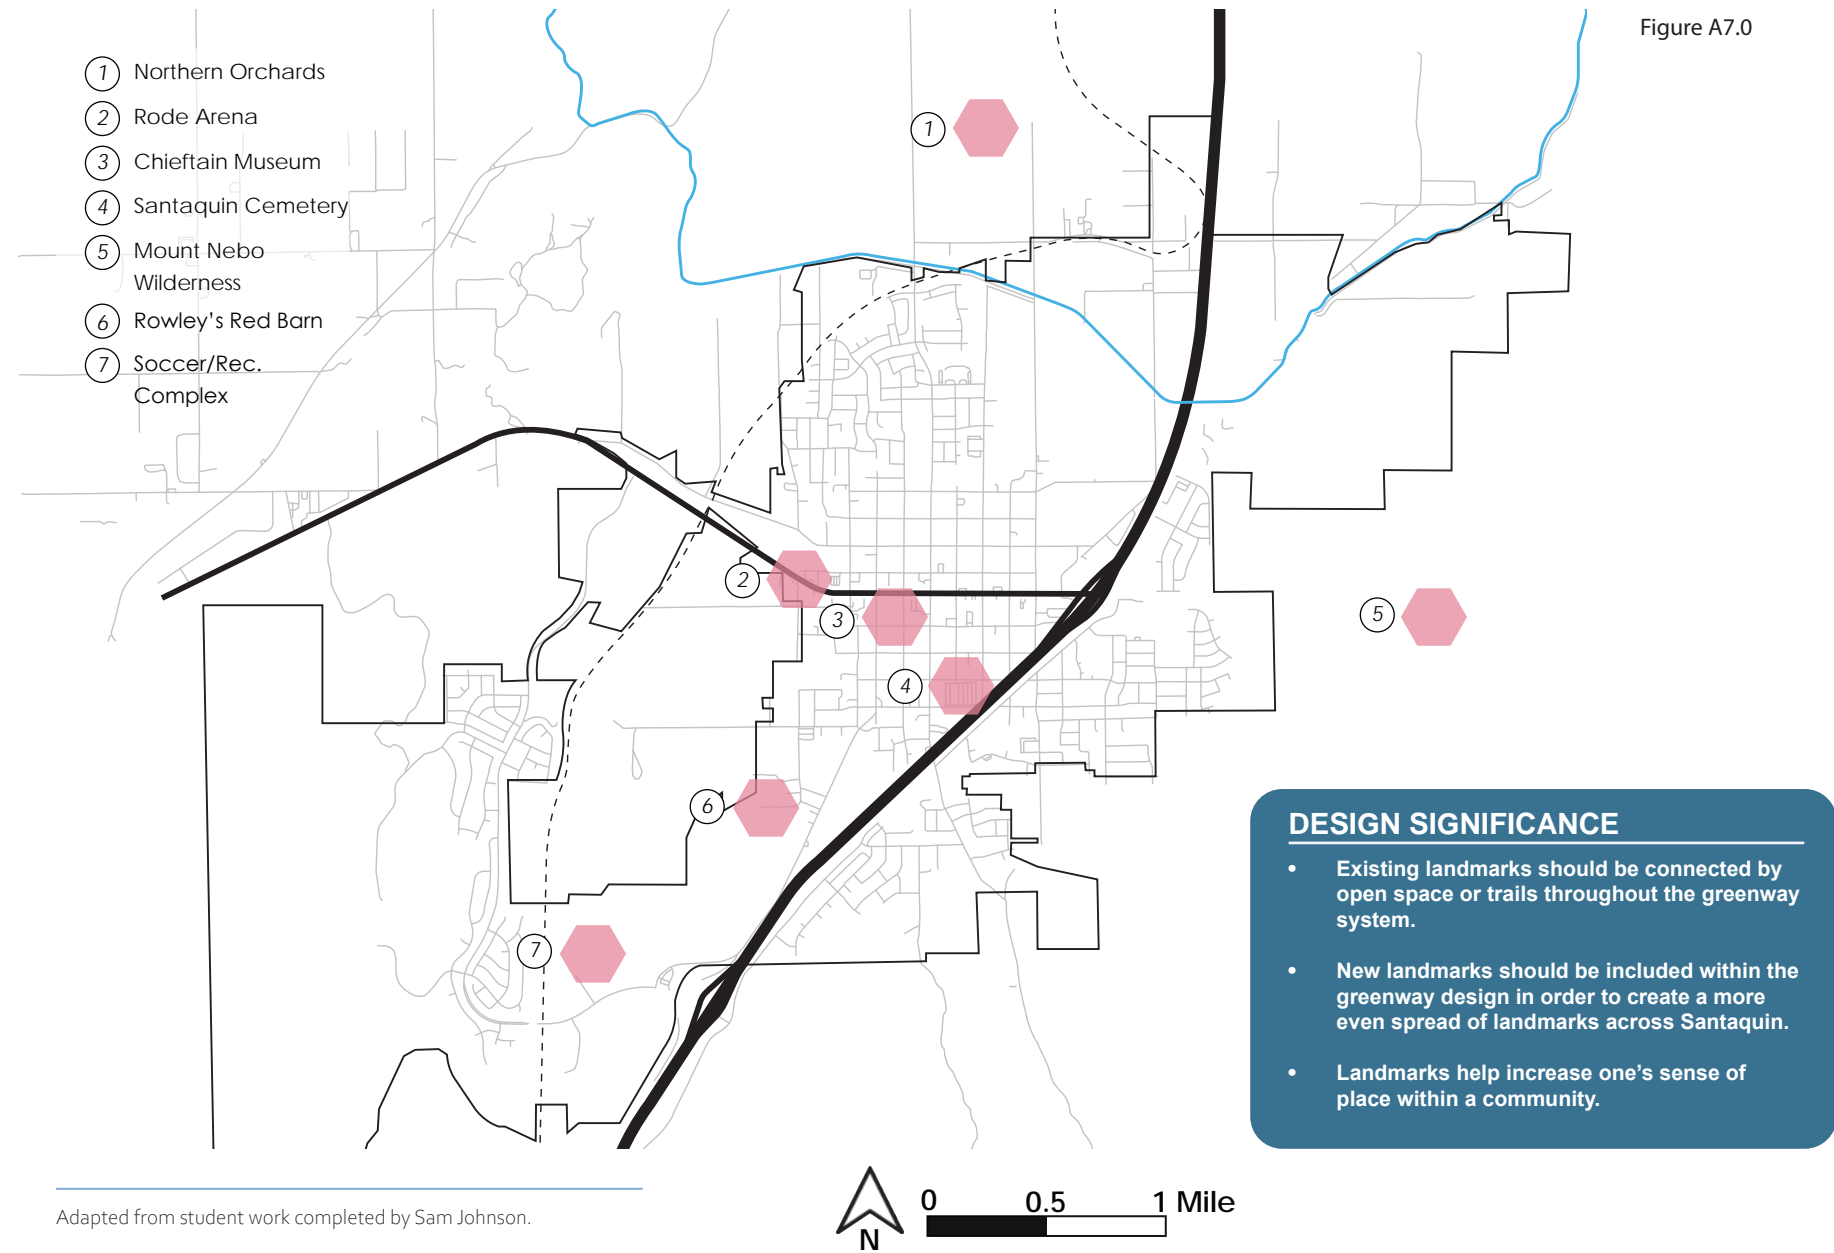 Figure A7.0
1 Northern Orchards
2 Rode Arena
3 Chieftain Museum
4 Santaquin Cemetery
5 Mount Nebo
Wilderness
6 Rowley’s Red Barn
7 Soccer/Rec.
Complex
1
2
3
4
5
6
7
DESIGN SIGNIFICANCE
• Existing landmarks should be connected by
open space or trails throughout the greenway
system.
• New landmarks should be included within the
greenway design in order to create a more
even spread of landmarks across Santaquin.
• Landmarks help increase one’s sense of
place within a community.
Adapted from student work completed by Sam Johnson.
N
0 0.5 1 Mile